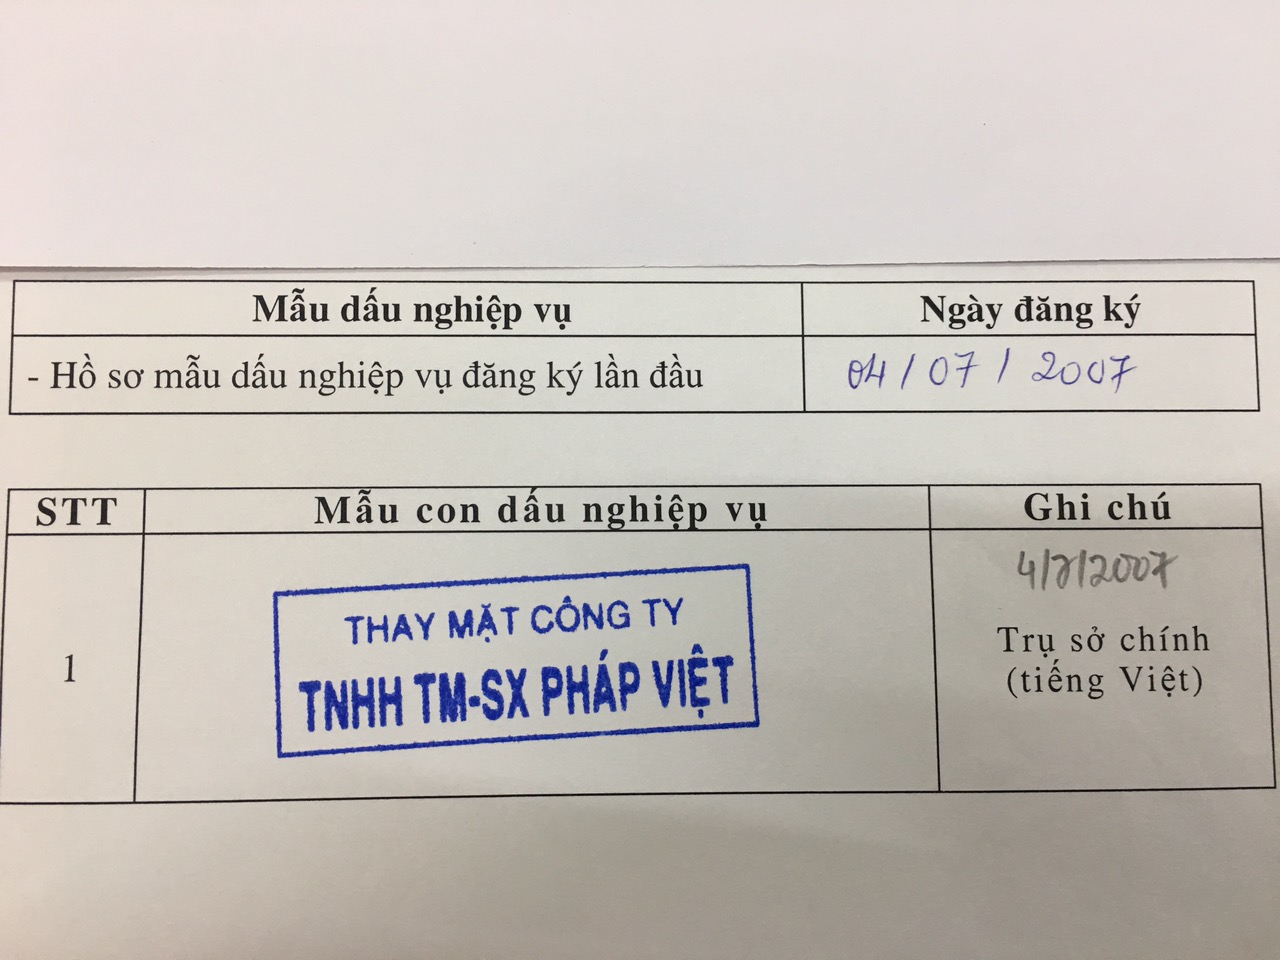 Mẫu dấu nghiệp vụ Ngày đăng ký
- Hồ sơ mẫu dấu nghiệp vụ đăng ký lần đầu 04/07/2007
STT Mẫu con dấu nghiệp vụ Ghi chú
1
THAY MẶT CÔNG TY
TNHH TM-SX PHÁP VIỆT
4/7/2007
Trụ sở chính
(tiếng Việt)